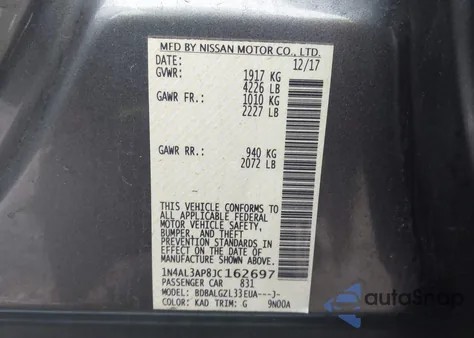 MFD BY NISSAN MOTOR CO., LTD.
DATE: 12/17
GVWR: 1917 KG
4226 LB
GAWR FR.: 1010 KG
2227 LB
GAWR RR.: 940 KG
2072 LB
THIS VEHICLE CONFORMS TO
ALL APPLICABLE FEDERAL
MOTOR VEHICLE SAFETY,
BUMPER, AND THEFT
PREVENTION STANDARDS IN
EFFECT ON THE DATE OF
MANUFACTURE SHOWN ABOVE.
1N4AL3AP8JC162697
PASSENGER CAR 831
MODEL: BDBALGZL33EUA---J-
COLOR: KAD TRIM: G 9N00A
autoSnap